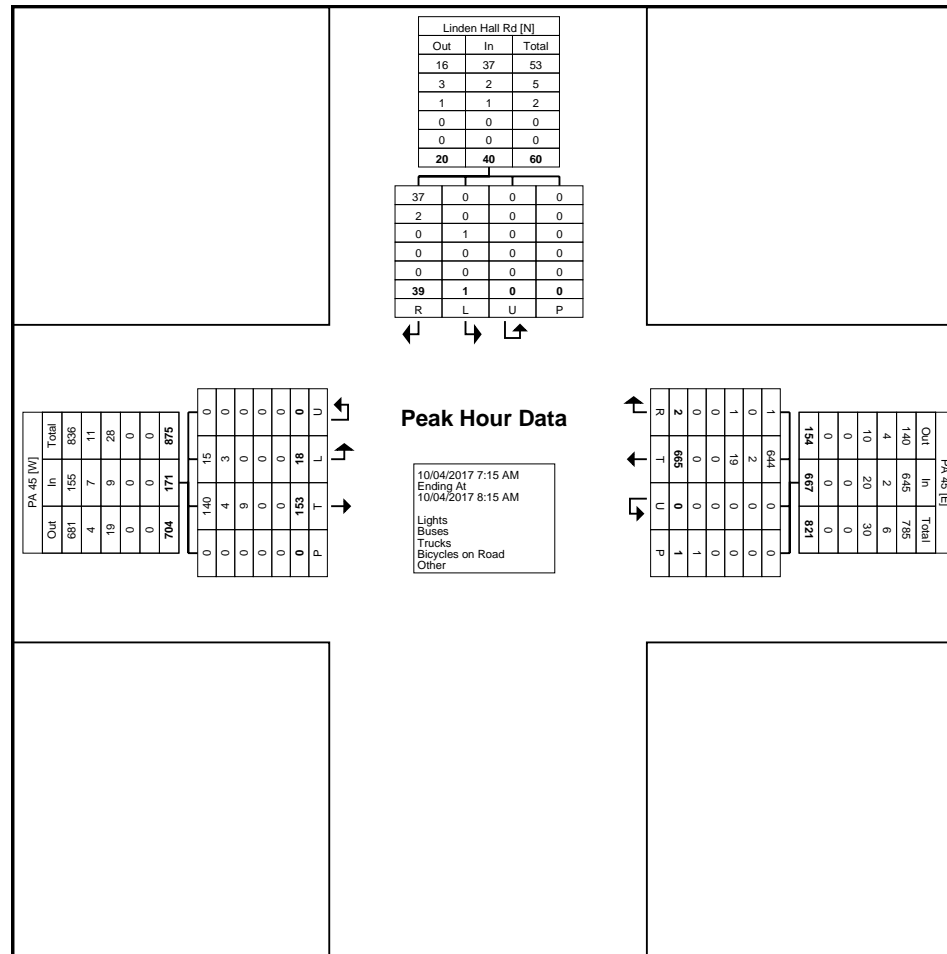 Linden Hall Rd [N]
Out In Total
16 37 53
3 2 5
1 1 2
0 0 0
0 0 0
20 40 60
37 0 0 0
2 0 0 0
0 1 0 0
0 0 0 0
0 0 0 0
39 1 0 0
R L U P
PA 45 [W]
Total 836 11 28 0 0 875
In 155 7 9 0 0 171
Out 681 4 19 0 0 704
0 0 0 0 0 0 U
15 3 0 0 0 18 L
140 4 9 0 0 153 T
0 0 0 0 0 0 P
Peak Hour Data
10/04/2017 7:15 AM
Ending At
10/04/2017 8:15 AM
Lights
Buses
Trucks
Bicycles on Road
Other
R 2 0 0 1 0 1
T 665 0 0 19 2 644
U 0 0 0 0 0 0
P 1 1 0 0 0 0
154 0 0 10 4 140 Out
667 0 0 20 2 645 In
821 0 0 30 6 785 Total
PA 45 [E]